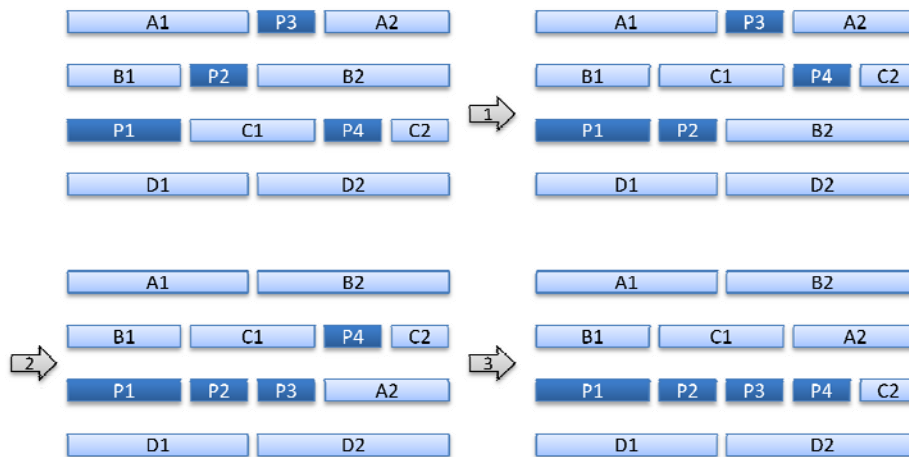 A1 P3 A2
B1 P2 B2
P1 C1 P4 C2
D1 D2
1
A1 P3 A2
B1 C1 P4 C2
P1 P2 B2
D1 D2
2
A1 B2
B1 C1 P4 C2
P1 P2 P3 A2
D1 D2
3
A1 B2
B1 C1 A2
P1 P2 P3 P4 C2
D1 D2